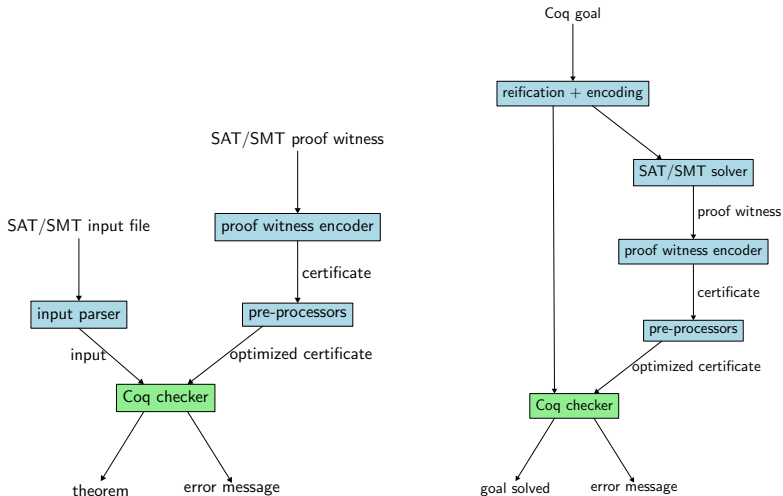 SAT/SMT proof witness
proof witness encoder
SAT/SMT input file
certificate
input parser
pre-processors
input
optimized certificate
Coq checker
theorem
error message
Coq goal
reification + encoding
SAT/SMT solver
proof witness
proof witness encoder
certificate
pre-processors
optimized certificate
Coq checker
goal solved
error message